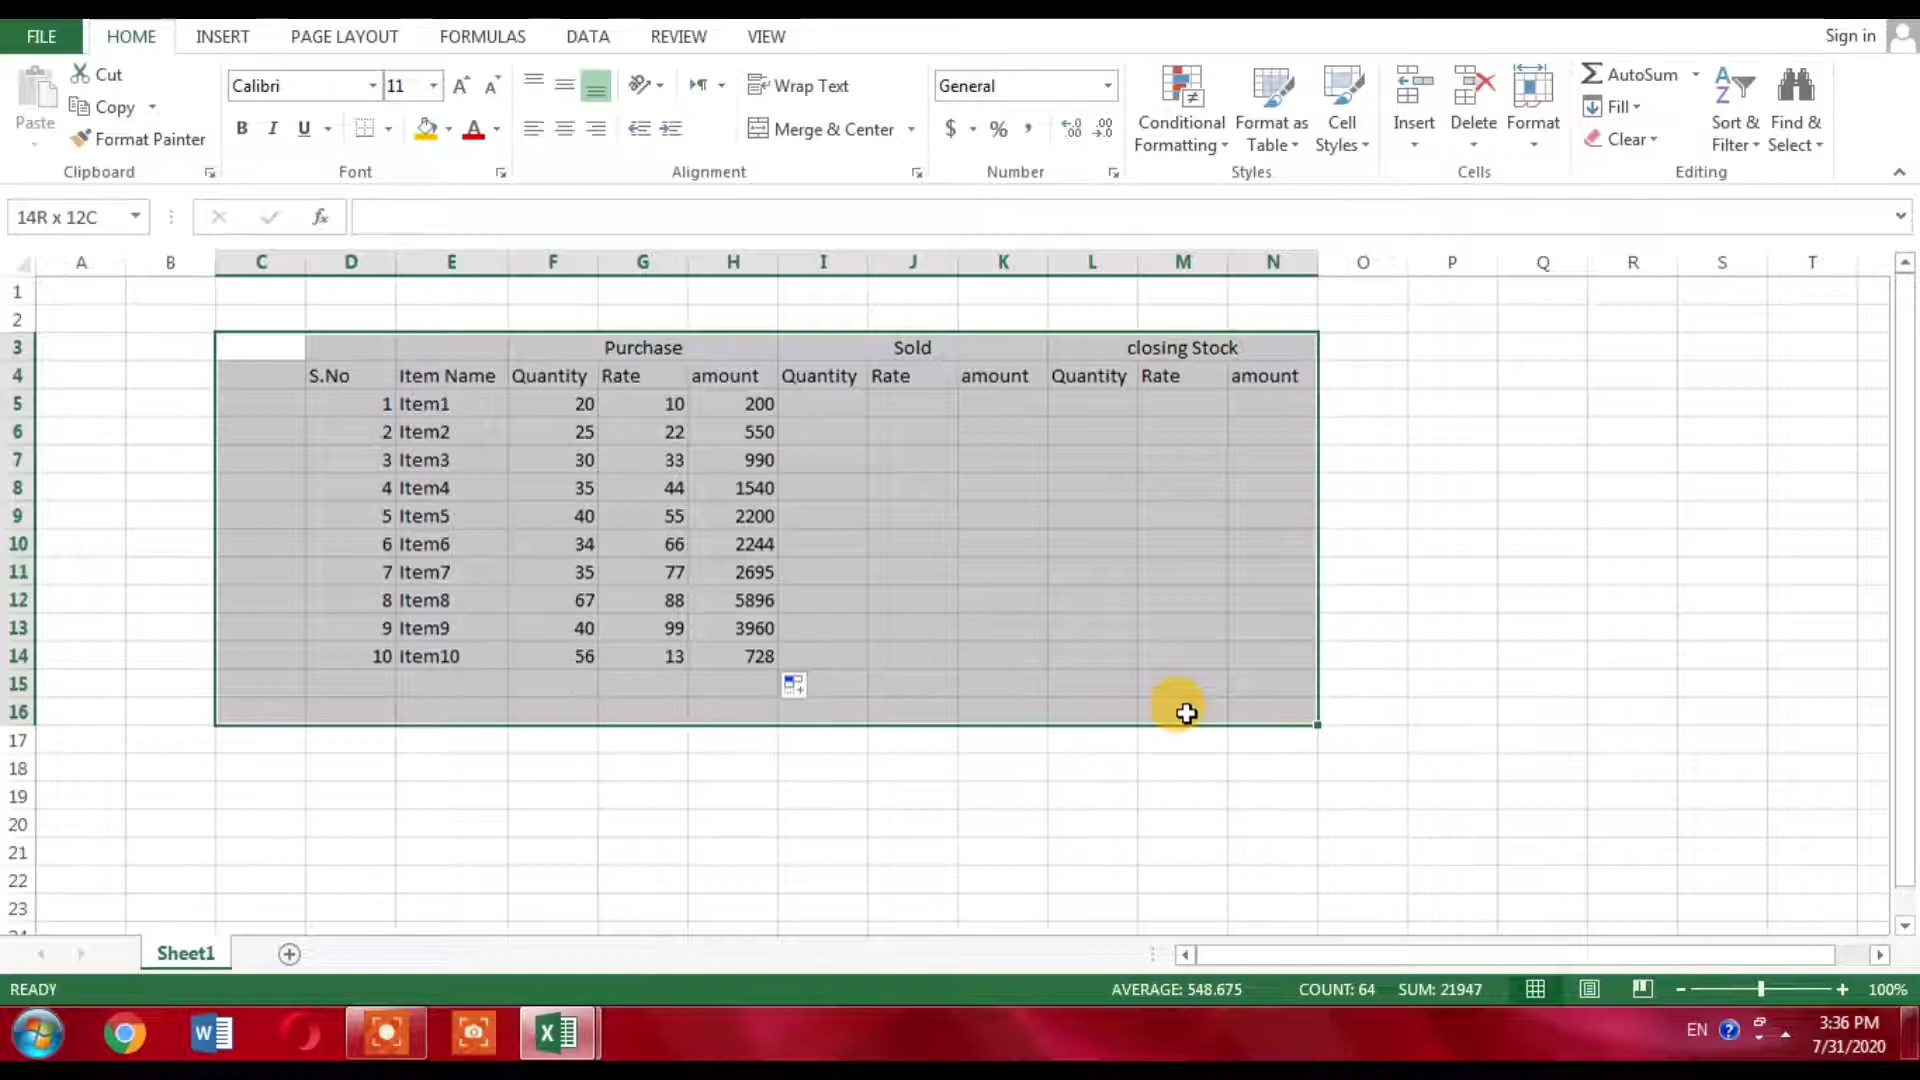 FILE HOME INSERT PAGE LAYOUT FORMULAS DATA REVIEW VIEW Sign in
Paste
Cut
Copy
Format Painter
Clipboard
Calibri 11
A A
B I U A
Font
Wrap Text
Merge & Center
Alignment
General
$ % ,
Number
Conditional Formatting
Format as Table
Cell Styles
Styles
Insert Delete Format
Cells
AutoSum
Fill
Clear
Sort & Filter
Find & Select
Editing
14R x 12C fx
A B C D E F G H I J K L M N O P Q R S T
1
2
3 Purchase Sold closing Stock
4 S.No Item Name Quantity Rate amount Quantity Rate amount Quantity Rate amount
5 1 Item1 20 10 200
6 2 Item2 25 22 550
7 3 Item3 30 33 990
8 4 Item4 35 44 1540
9 5 Item5 40 55 2200
10 6 Item6 34 66 2244
11 7 Item7 35 77 2695
12 8 Item8 67 88 5896
13 9 Item9 40 99 3960
14 10 Item10 56 13 728
15
16
17
18
19
20
21
22
23
Sheet1
READY AVERAGE: 548.675 COUNT: 64 SUM: 21947 100%
EN 3:36 PM
7/31/2020